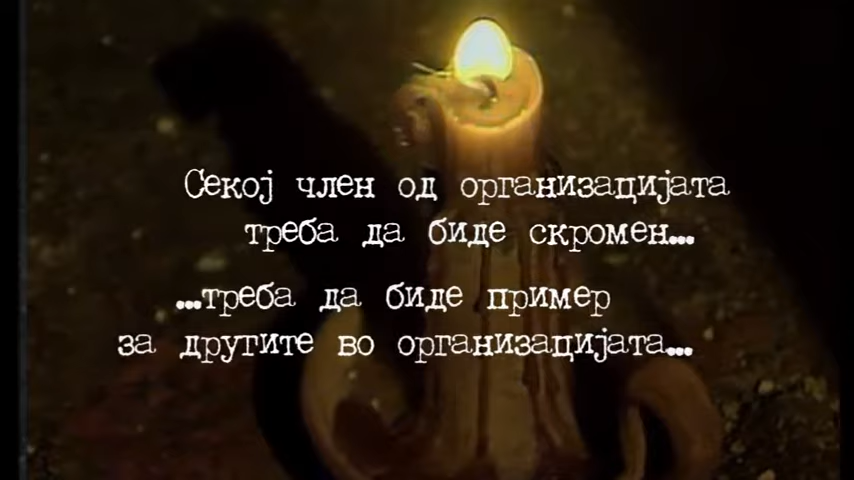 Секој член од организацијата
треба да биде скромен...
...треба да биде пример
за другите во организацијата...